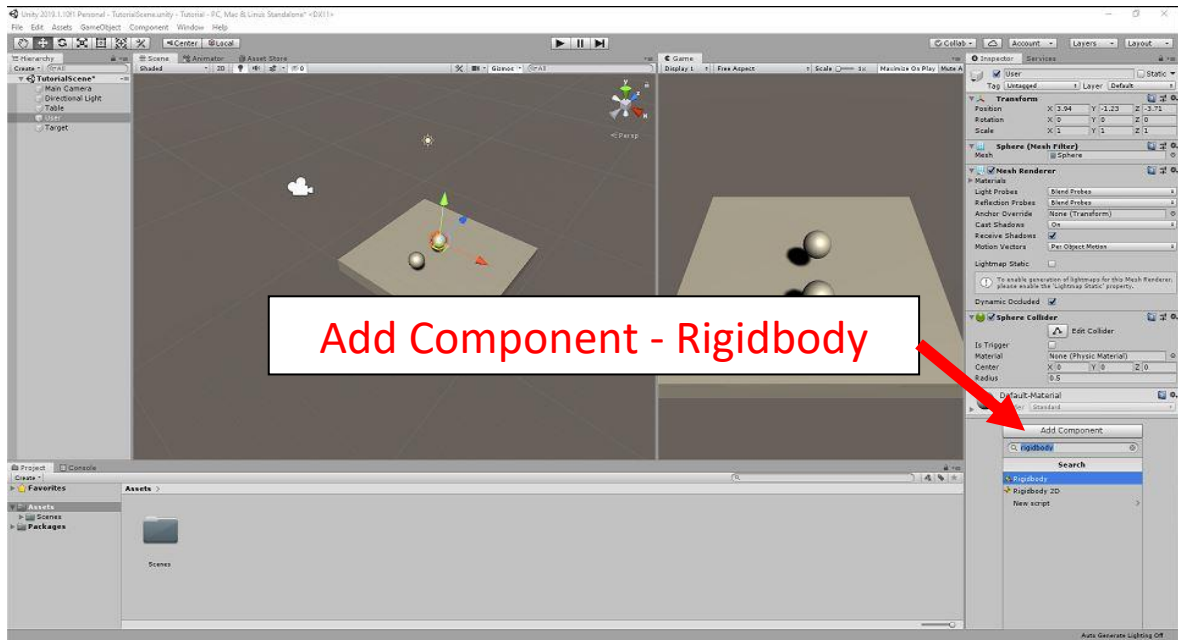 Unity 2019.1.10f1 Personal - TutorialScene.unity - Tutorial - PC, Mac & Linux Standalone* <DX11>
File Edit Assets GameObject Component Window Help
Center Local Collab Account Layers Layout
Hierarchy Scene Animator Asset Store Game Inspector Services
Create All Shaded 2D 0 Gizmos All Display 1 Free Aspect Scale 1x Maximize On Play Mute A
TutorialScene*
Main Camera
Directional Light
Table
User
Target
Persp
y
User Static
Tag Untagged Layer Default
Transform
Position X 3.94 Y -1.23 Z -3.71
Rotation X 0 Y 0 Z 0
Scale X 1 Y 1 Z 1
Sphere (Mesh Filter)
Mesh Sphere
Mesh Renderer
Materials
Light Probes Blend Probes
Reflection Probes Blend Probes
Anchor Override None (Transform)
Cast Shadows On
Receive Shadows
Motion Vectors Per Object Motion
Lightmap Static
To enable generation of lightmaps for this Mesh Renderer,
please enable the 'Lightmap Static' property.
Dynamic Occluded
Sphere Collider
Edit Collider
Is Trigger
Material None (Physic Material)
Center X 0 Y 0 Z 0
Radius 0.5
Default-Material
Standard
Add Component - Rigidbody
Add Component
rigidbody
Search
Rigidbody
Rigidbody 2D
New script
Project Console
Create
Favorites
Assets
Scenes
Packages
Assets >
Scenes
Auto Generate Lighting Off